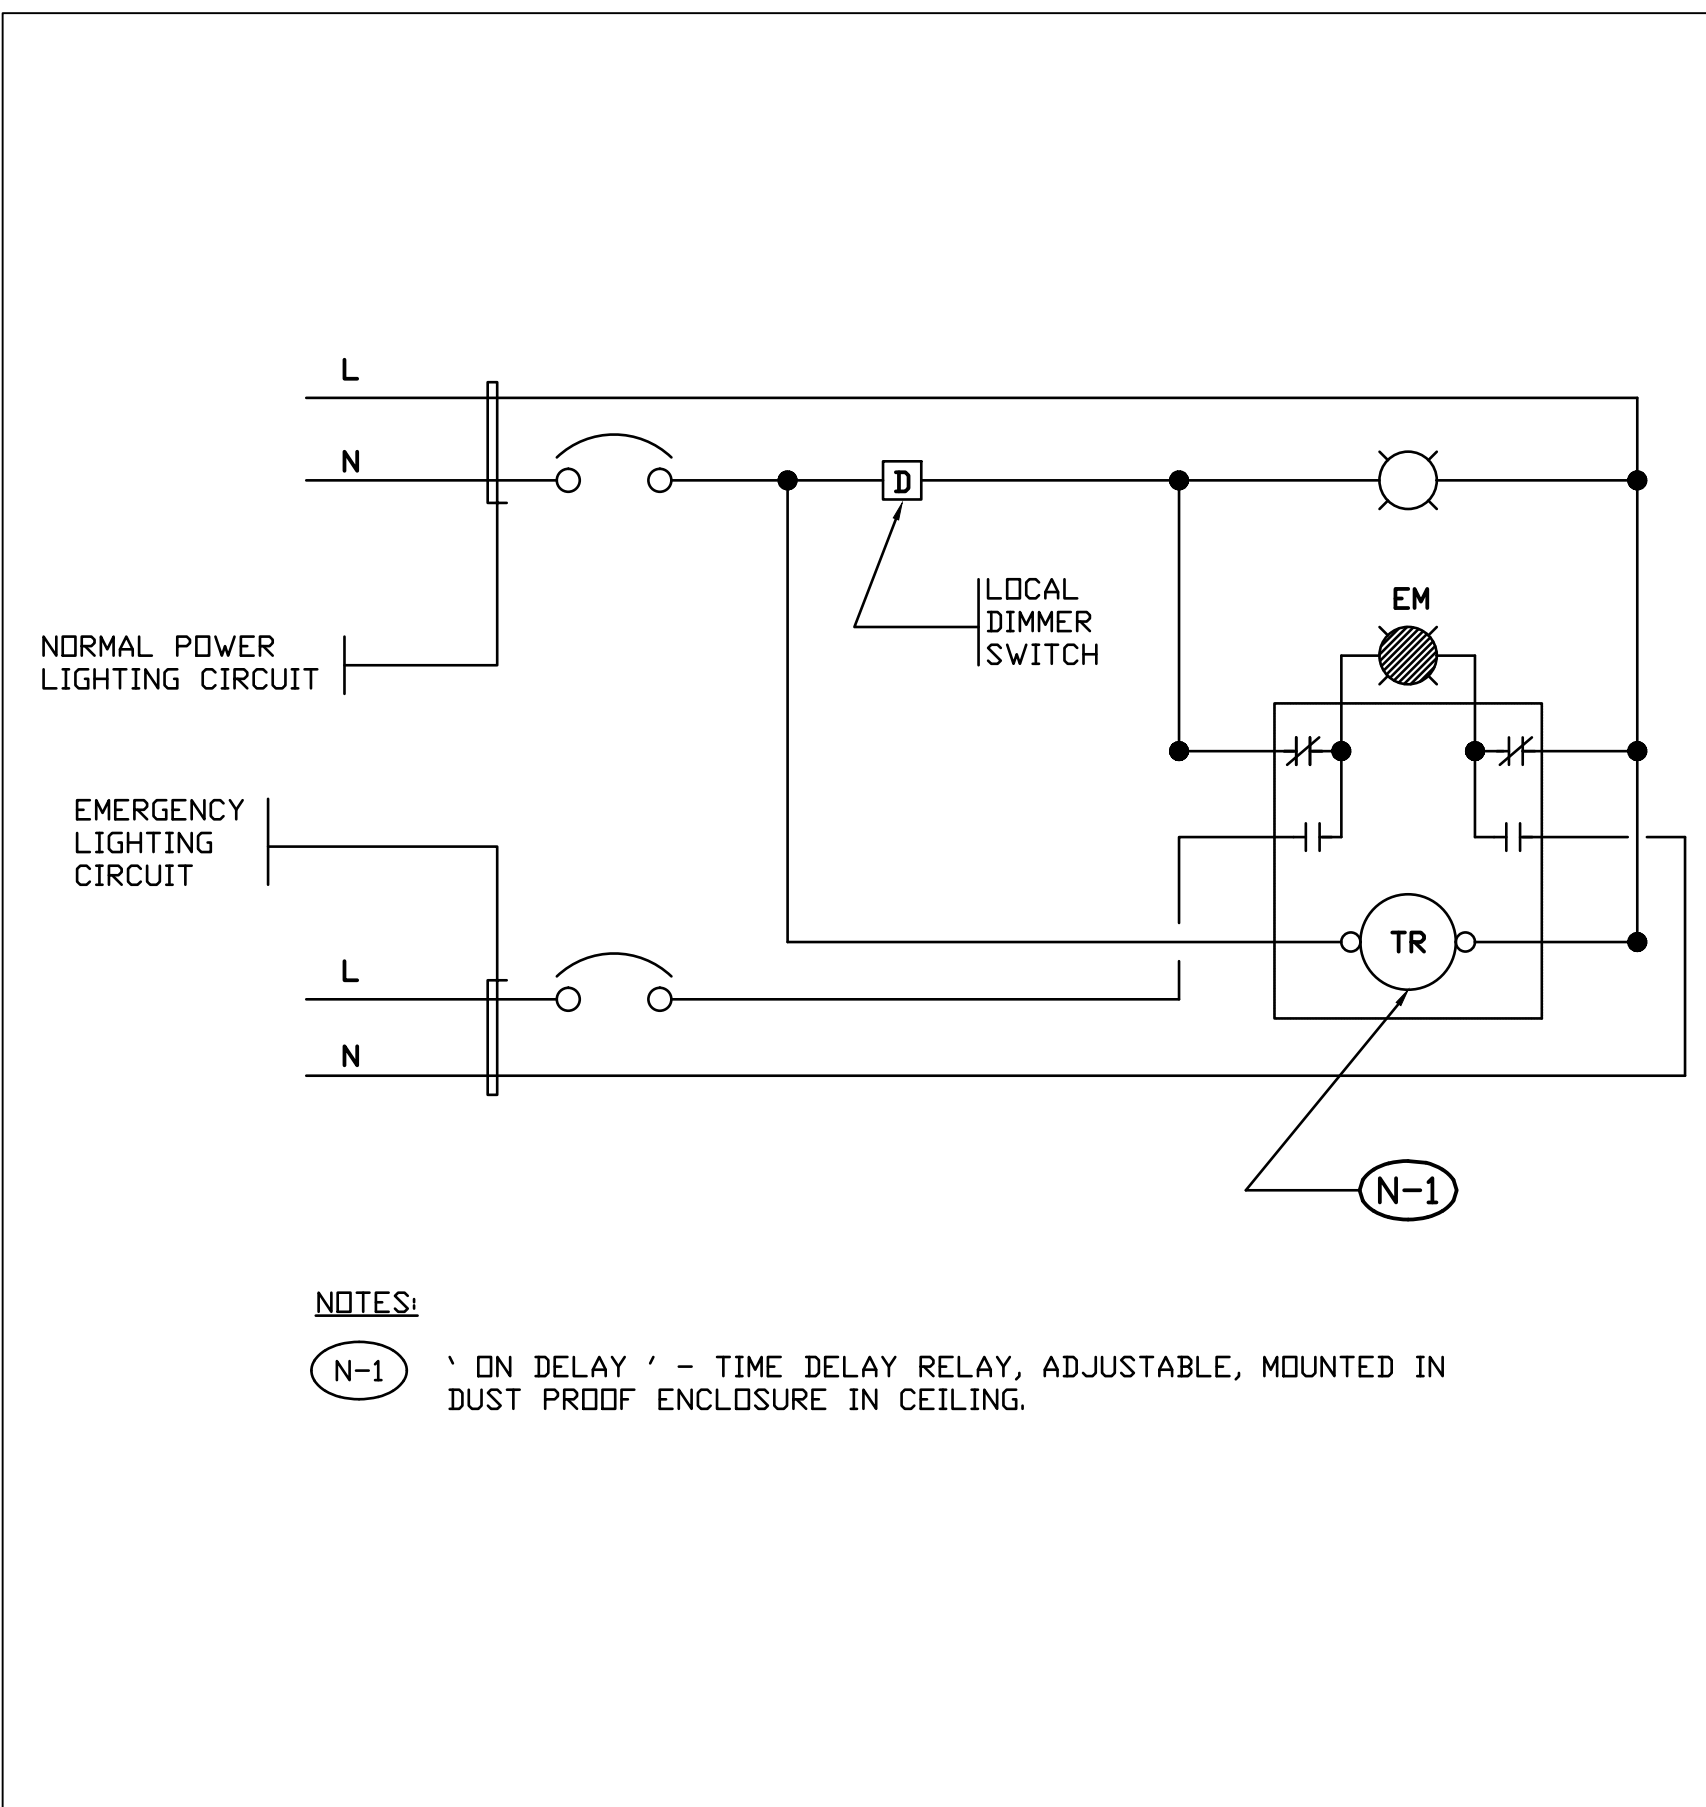 L
N
D
LOCAL
DIMMER
SWITCH
EM
NORMAL POWER
LIGHTING CIRCUIT
EMERGENCY
LIGHTING
CIRCUIT
TR
L
N
N-1
NOTES:
N-1
` ON DELAY ' - TIME DELAY RELAY, ADJUSTABLE, MOUNTED IN
DUST PROOF ENCLOSURE IN CEILING.